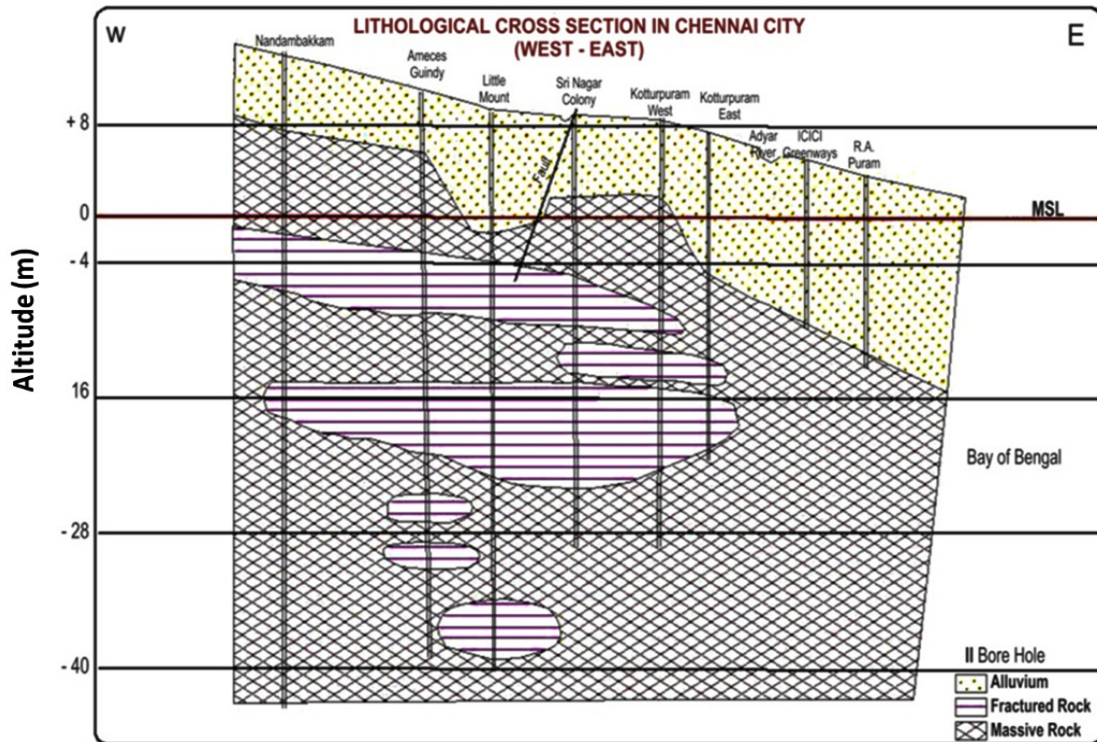 LITHOLOGICAL CROSS SECTION IN CHENNAI CITY
(WEST - EAST)
W
E
Nandambakkam
Ameces
Guindy
Little
Mount
Sri Nagar
Colony
Kotturpuram
West
Kotturpuram
East
Adyar
River
ICICI
Greenways
R.A.
Puram
+ 8
Fault
0
MSL
- 4
Altitude (m)
16
Bay of Bengal
- 28
- 40
Bore Hole
Alluvium
Fractured Rock
Massive Rock